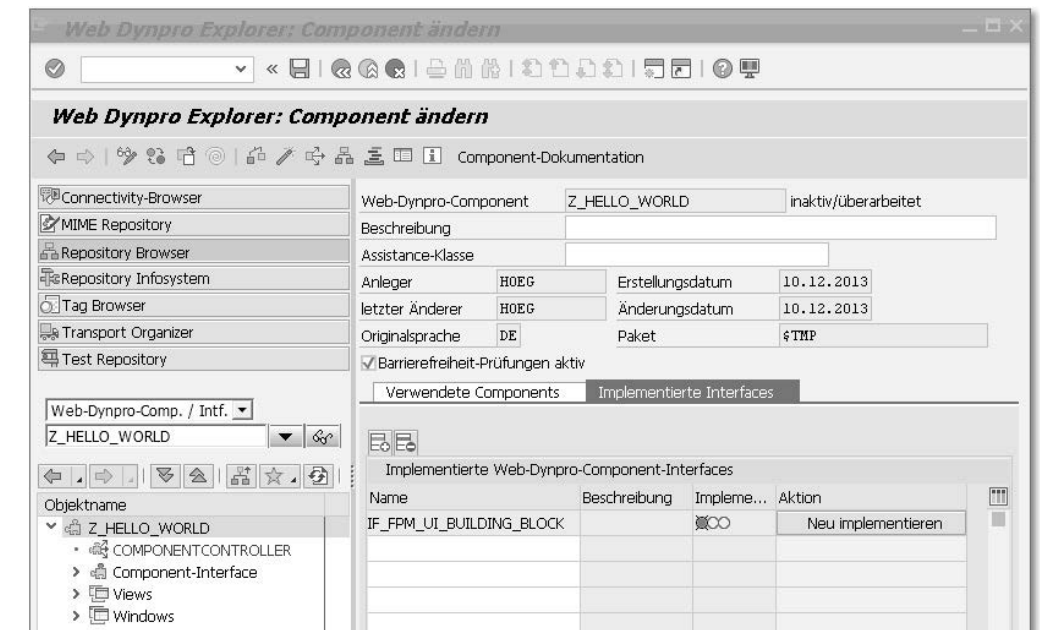 Web Dynpro Explorer: Component ändern
Web Dynpro Explorer: Component ändern
Component-Dokumentation
Connectivity-Browser
MIME Repository
Repository Browser
Repository Infosystem
Tag Browser
Transport Organizer
Test Repository
Web-Dynpro-Comp. / Intf.
Z_HELLO_WORLD
Objektname
Z_HELLO_WORLD
COMPONENTCONTROLLER
Component-Interface
Views
Windows
Web-Dynpro-Component Z_HELLO_WORLD inaktiv/überarbeitet
Beschreibung
Assistance-Klasse
Anleger HOEG Erstellungsdatum 10.12.2013
letzter Änderer HOEG Änderungsdatum 10.12.2013
Originalsprache DE Paket $TMP
Barrierefreiheit-Prüfungen aktiv
Verwendete Components Implementierte Interfaces
Implementierte Web-Dynpro-Component-Interfaces
Name Beschreibung Impleme... Aktion
IF_FPM_UI_BUILDING_BLOCK Neu implementieren